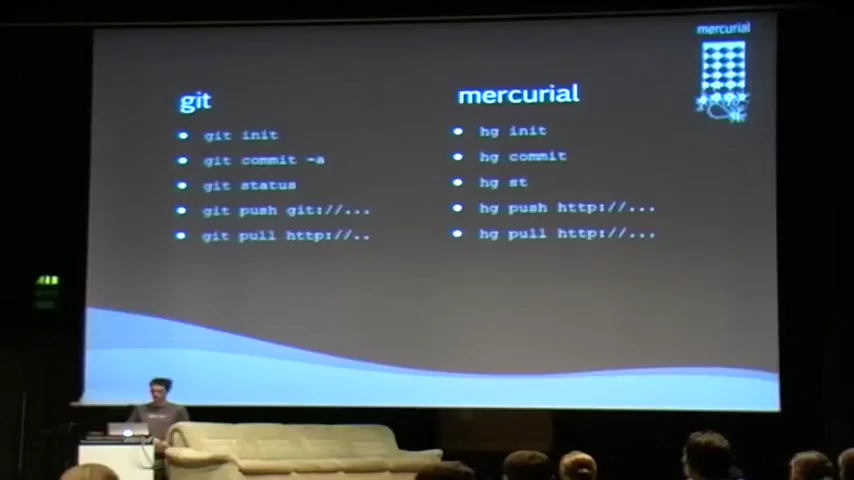 mercurial
git
git init
git commit -a
git status
git push git://...
git pull http://..
mercurial
hg init
hg commit
hg st
hg push http://...
hg pull http://...